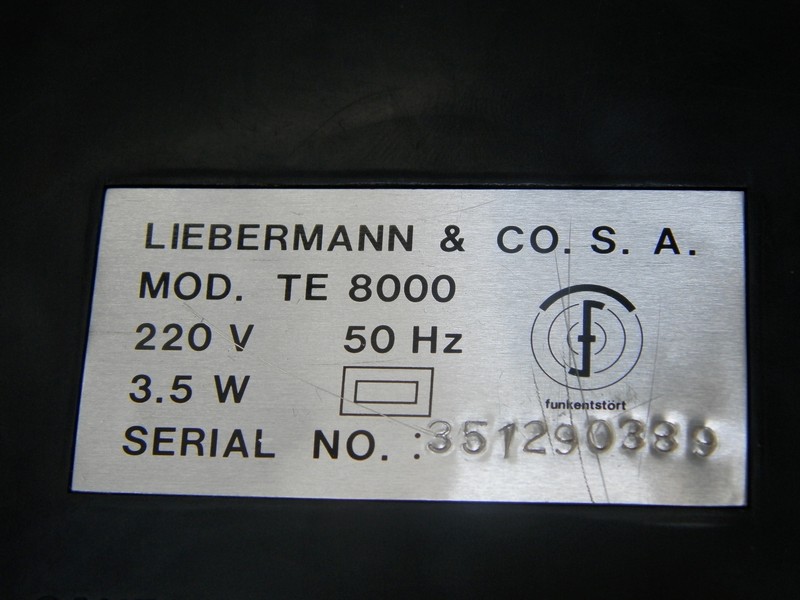 LIEBERMANN & CO. S. A.
MOD. TE 8000
220 V 50 Hz
3.5 W
funkentstört
SERIAL NO. :351290389